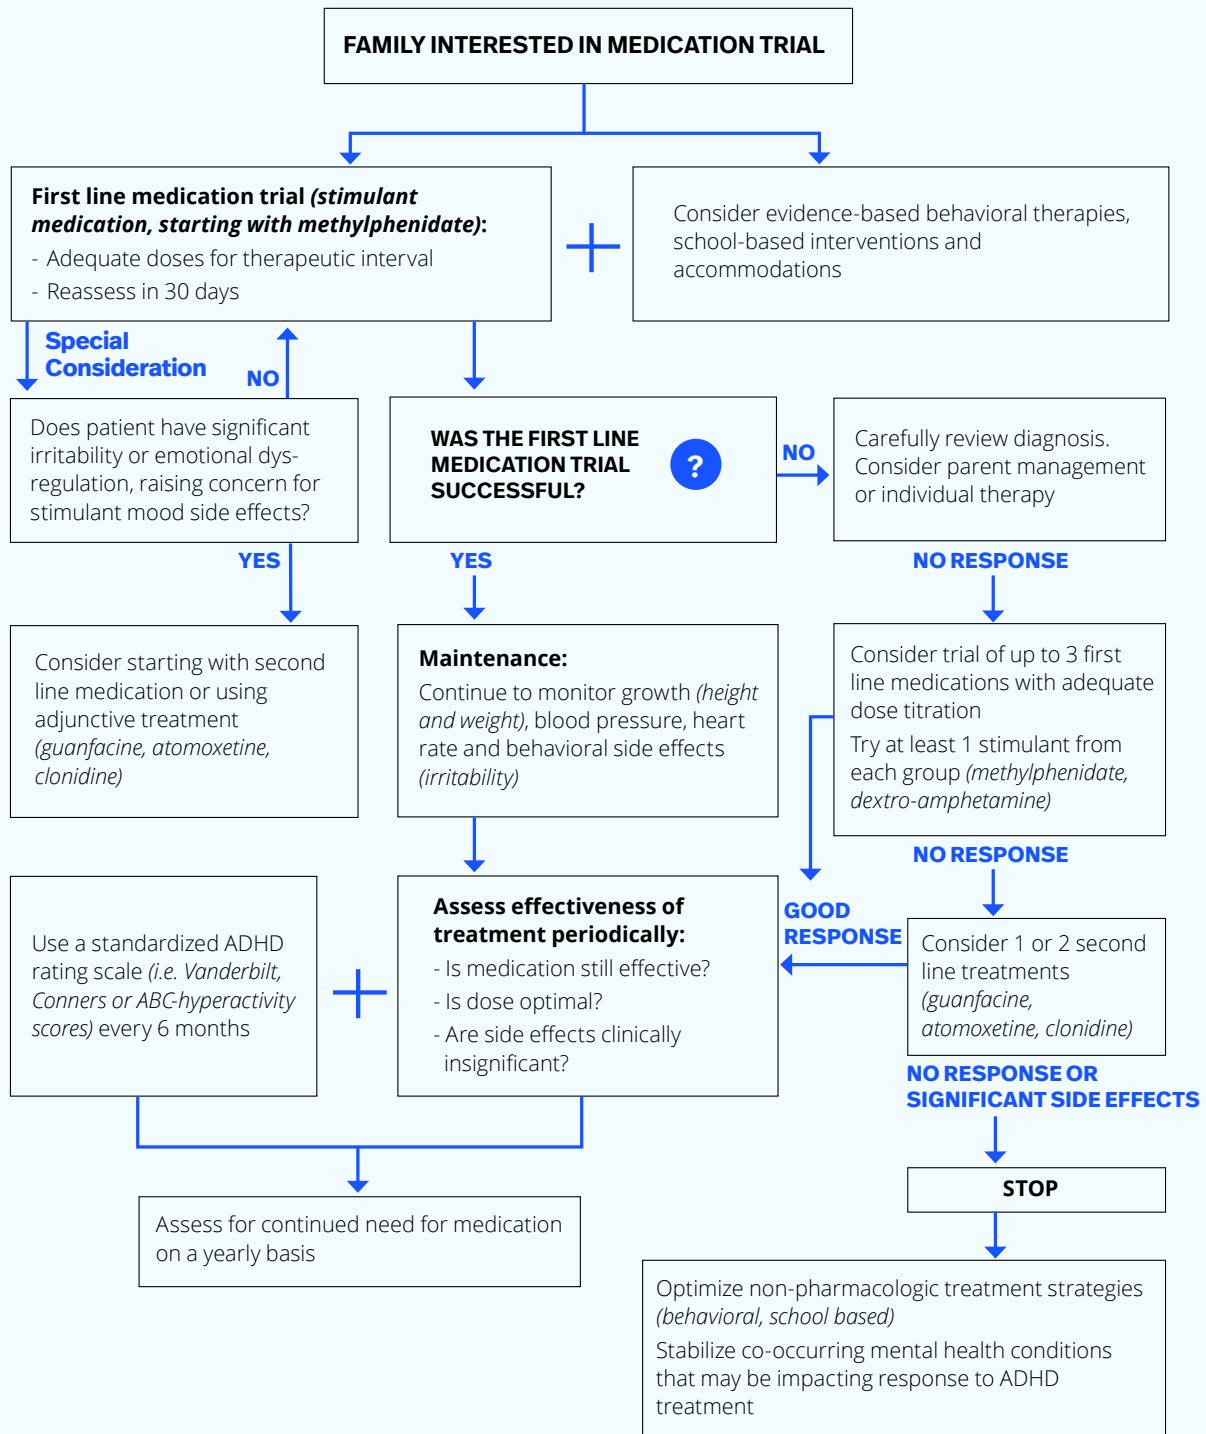 FAMILY INTERESTED IN MEDICATION TRIAL
First line medication trial (stimulant
medication, starting with methylphenidate):
- Adequate doses for therapeutic interval
- Reassess in 30 days
Consider evidence-based behavioral therapies,
school-based interventions and
accommodations
Special
Consideration
NO
Does patient have significant
irritability or emotional dys-
regulation, raising concern for
stimulant mood side effects?
WAS THE FIRST LINE
MEDICATION TRIAL
SUCCESSFUL?
?
NO
Carefully review diagnosis.
Consider parent management
or individual therapy
YES
YES
NO RESPONSE
Consider starting with second
line medication or using
adjunctive treatment
(guanfacine, atomoxetine,
clonidine)
Maintenance:
Continue to monitor growth (height
and weight), blood pressure, heart
rate and behavioral side effects
(irritability)
Consider trial of up to 3 first
line medications with adequate
dose titration
Try at least 1 stimulant from
each group (methylphenidate,
dextro-amphetamine)
NO RESPONSE
Use a standardized ADHD
rating scale (i.e. Vanderbilt,
Conners or ABC-hyperactivity
scores) every 6 months
Assess effectiveness of
treatment periodically:
- Is medication still effective?
- Is dose optimal?
- Are side effects clinically
insignificant?
GOOD
RESPONSE
Consider 1 or 2 second
line treatments
(guanfacine,
atomoxetine, clonidine)
NO RESPONSE OR
SIGNIFICANT SIDE EFFECTS
STOP
Assess for continued need for medication
on a yearly basis
Optimize non-pharmacologic treatment strategies
(behavioral, school based)
Stabilize co-occurring mental health conditions
that may be impacting response to ADHD
treatment